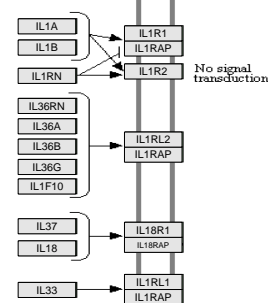 IL1A
IL1B
IL1RN
IL1R1
IL1RAP
IL1R2
No signal
transduction
IL36RN
IL36A
IL36B
IL36G
IL1F10
IL1RL2
IL1RAP
IL37
IL18
IL18R1
IL18RAP
IL33
IL1RL1
IL1RAP